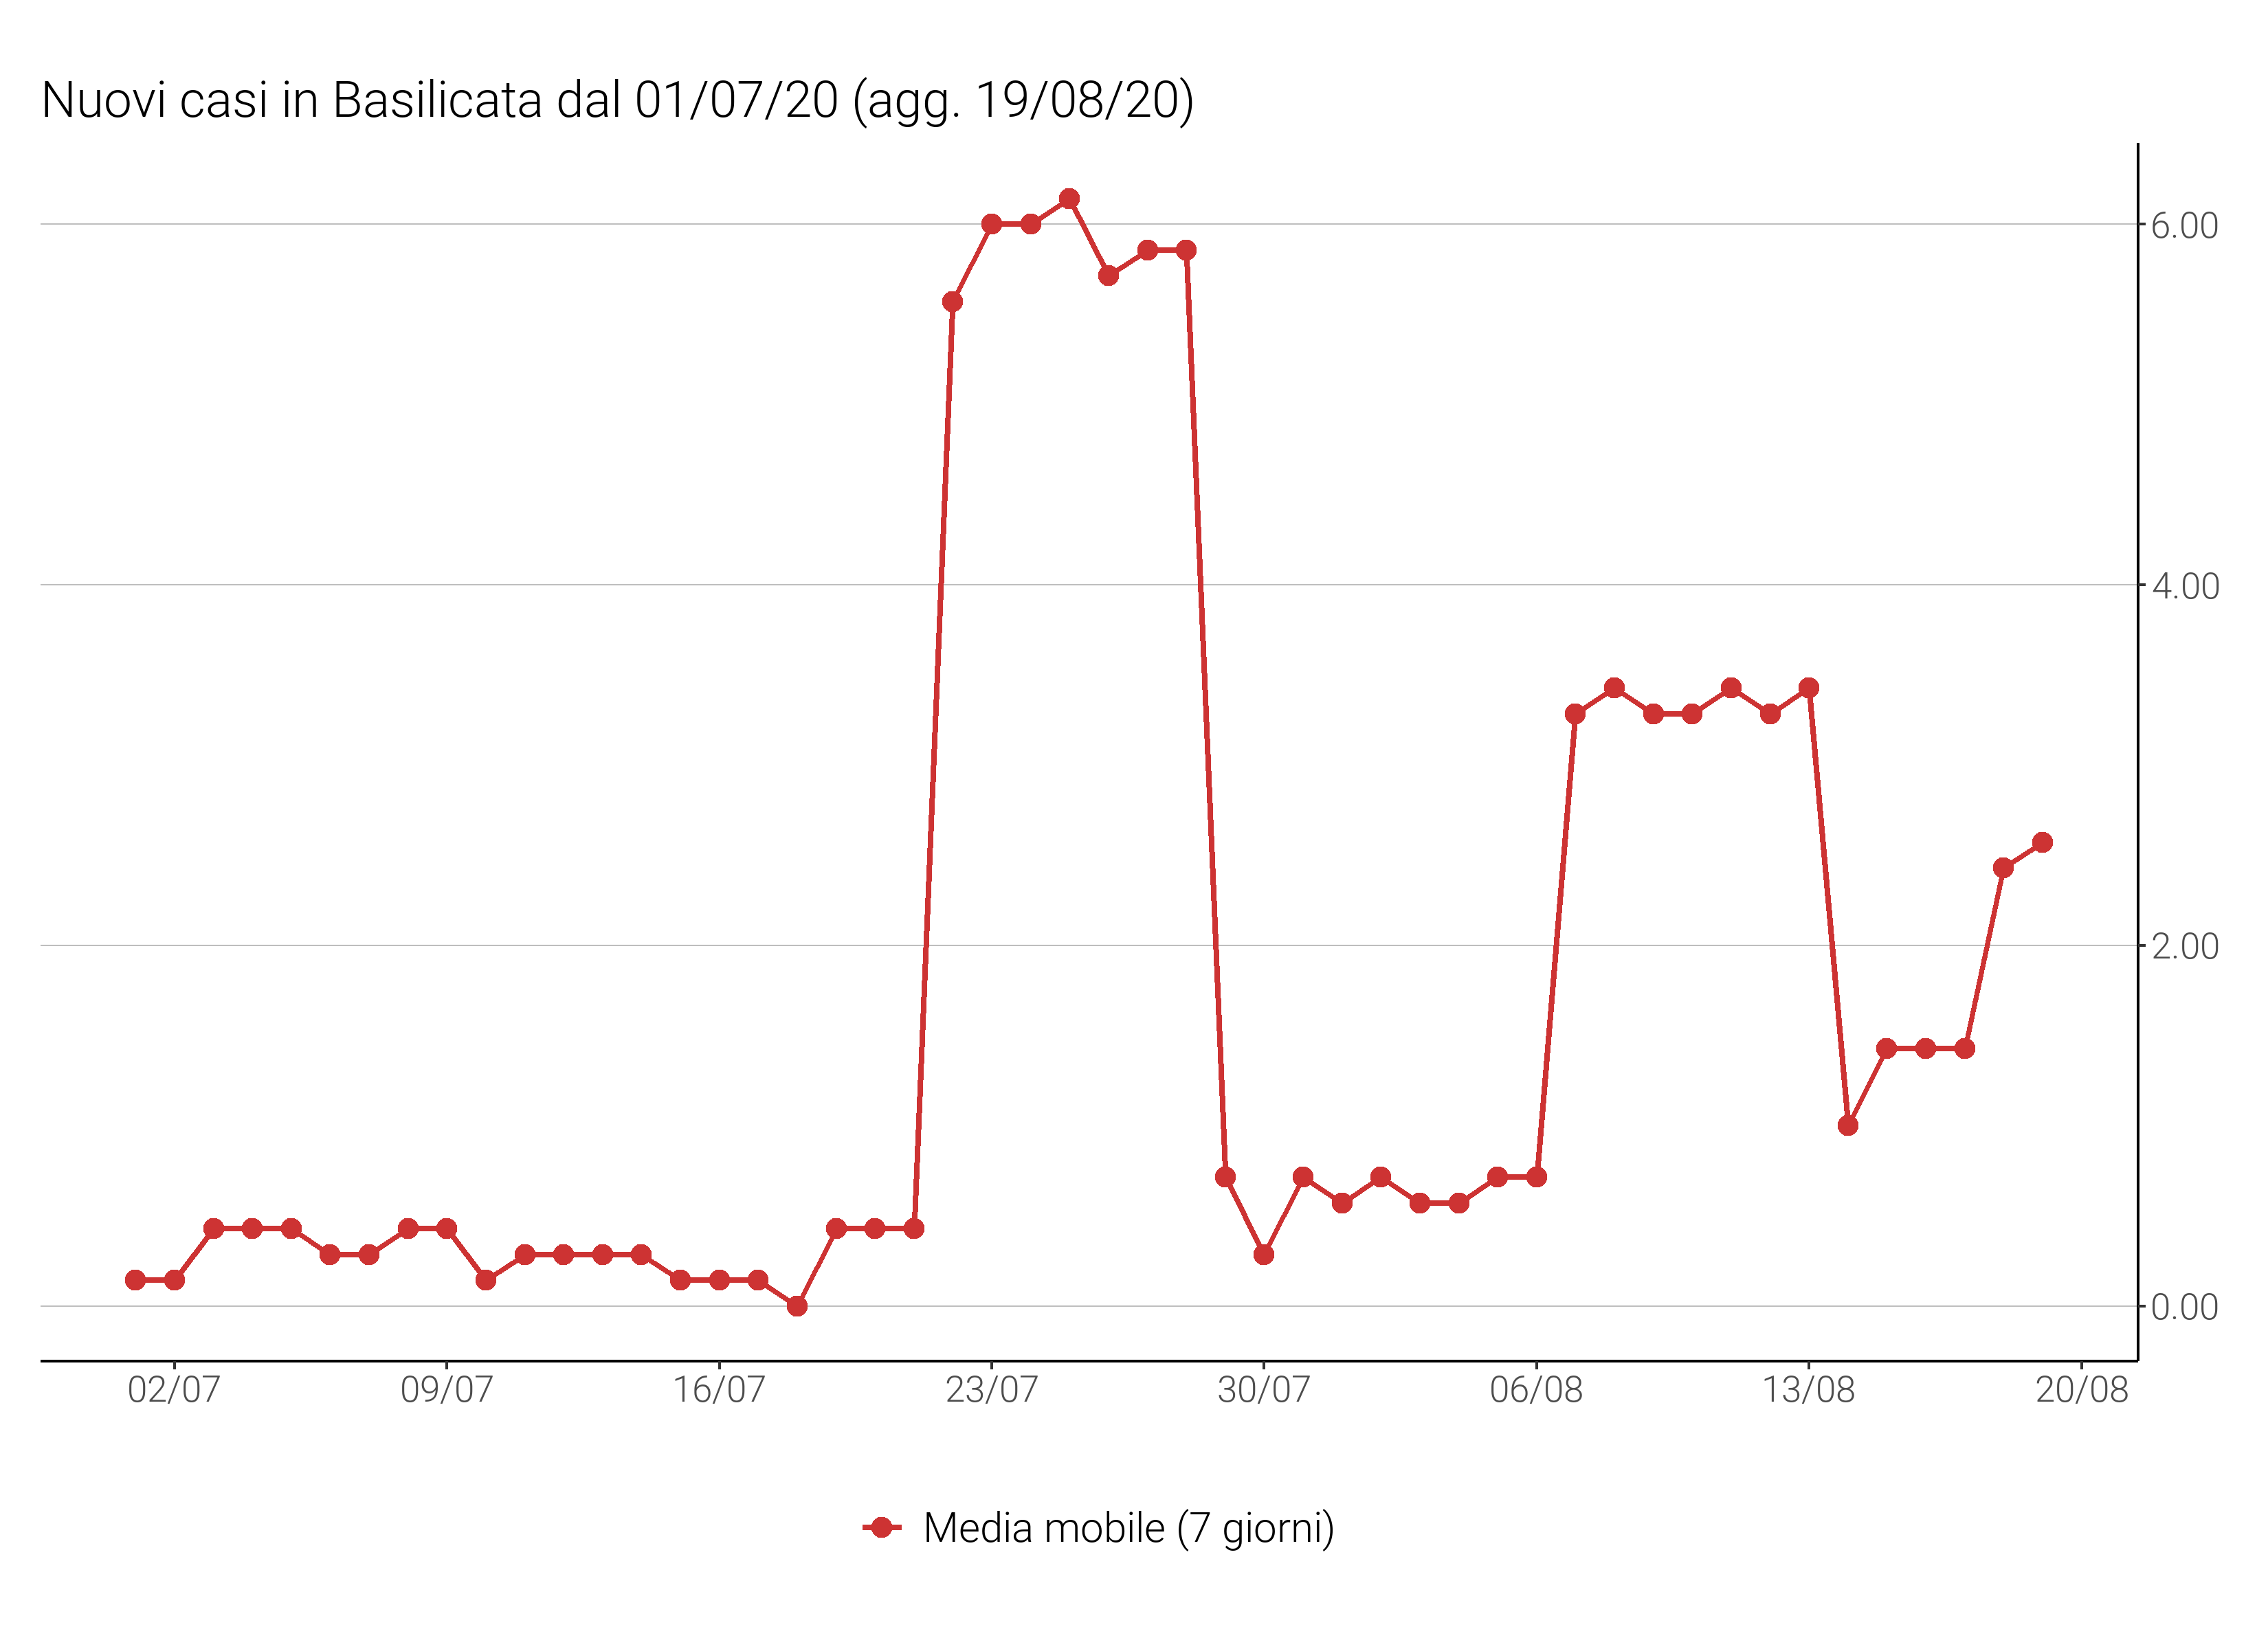 Nuovi casi in Basilicata dal 01/07/20 (agg. 19/08/20)
6.00
4.00
2.00
0.00
02/07 09/07 16/07 23/07 30/07 06/08 13/08 20/08
Media mobile (7 giorni)